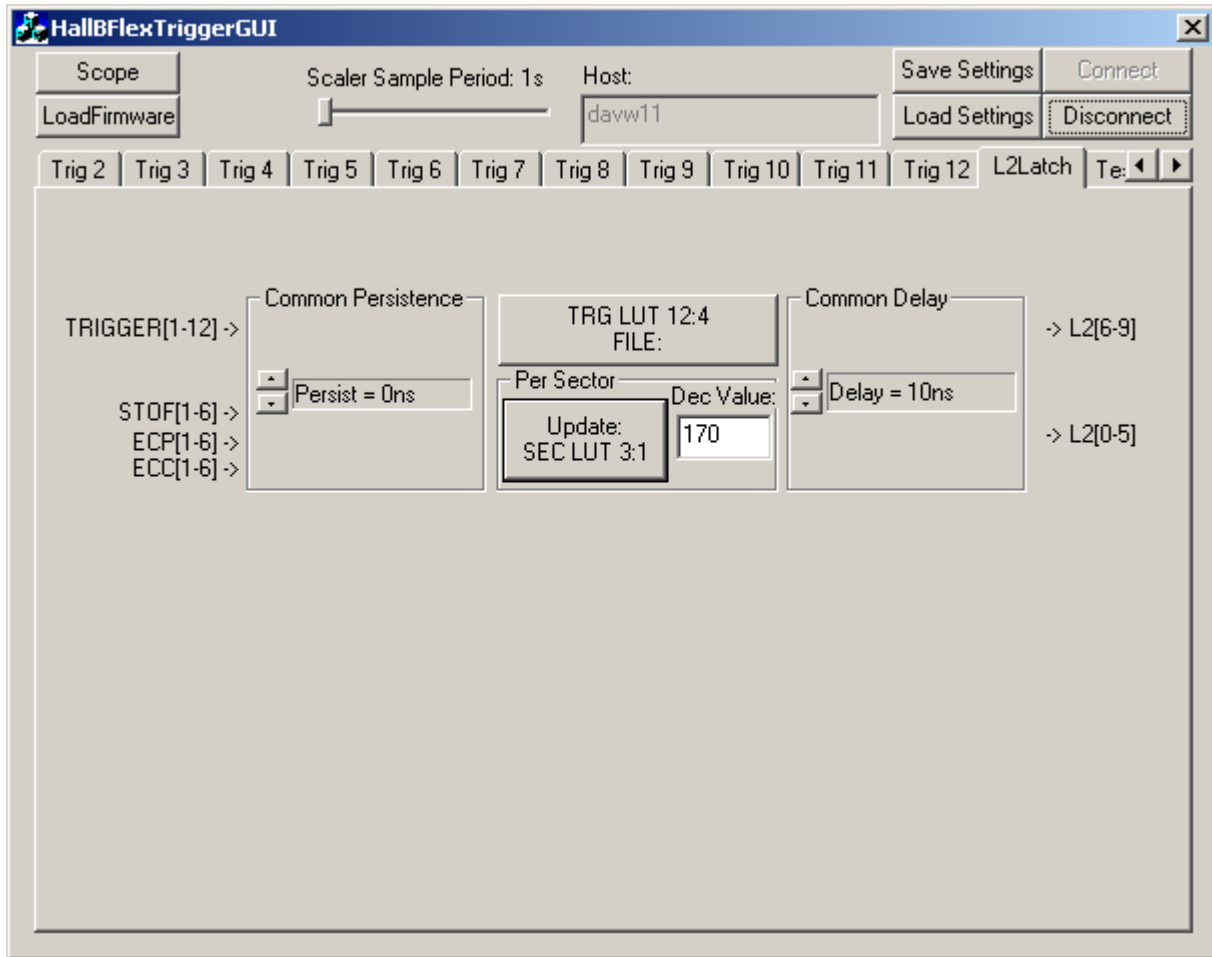 HallBFlexTriggerGUI
Scope
LoadFirmware
Scaler Sample Period: 1s
Host:
davw11
Save Settings
Connect
Load Settings
Disconnect
Trig 2 Trig 3 Trig 4 Trig 5 Trig 6 Trig 7 Trig 8 Trig 9 Trig 10 Trig 11 Trig 12 L2Latch
TRIGGER[1-12] ->
STOF[1-6] ->
ECP[1-6] ->
ECC[1-6] ->
Common Persistence
Persist = 0ns
TRG LUT 12:4
FILE:
Per Sector
Update:
SEC LUT 3:1
Dec Value:
170
Common Delay
Delay = 10ns
-> L2[6-9]
-> L2[0-5]